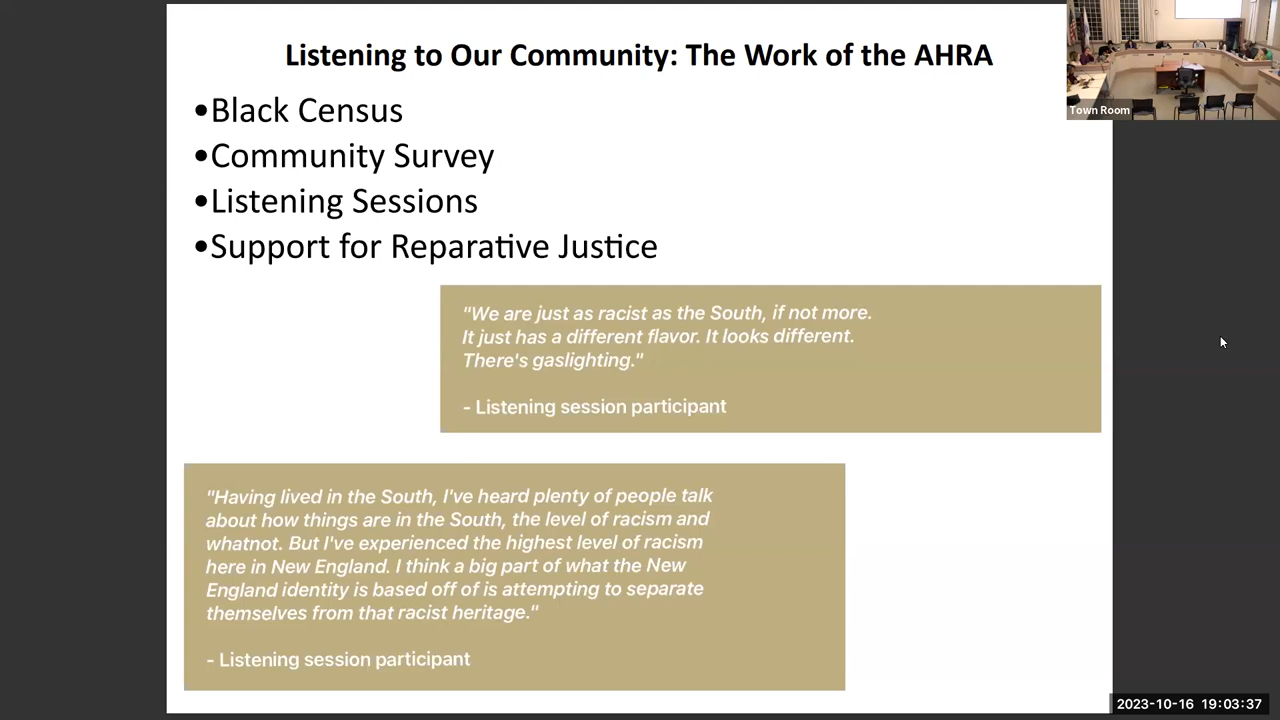 Listening to Our Community: The Work of the AHRA
•Black Census
•Community Survey
•Listening Sessions
•Support for Reparative Justice
"We are just as racist as the South, if not more.
It just has a different flavor. It looks different.
There's gaslighting."
- Listening session participant
"Having lived in the South, I've heard plenty of people talk
about how things are in the South, the level of racism and
whatnot. But I've experienced the highest level of racism
here in New England. I think a big part of what the New
England identity is based off of is attempting to separate
themselves from that racist heritage."
- Listening session participant
Town Room
2023-10-16 19:03:37